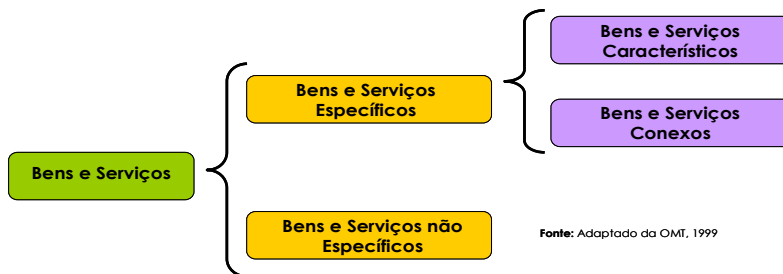 Bens e Serviços
Característicos
Bens e Serviços
Específicos
Bens e Serviços
Conexos
Bens e Serviços
Bens e Serviços não
Específicos
Fonte: Adaptado da OMT, 1999